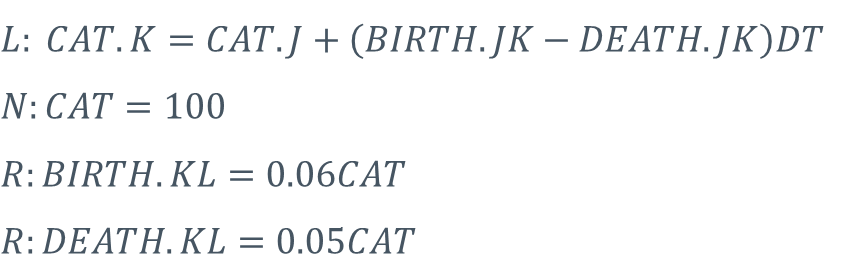 L: CAT.K = CAT.J + (BIRTH.JK − DEATH.JK)DT
N: CAT = 100
R: BIRTH.KL = 0.06CAT
R: DEATH.KL = 0.05CAT